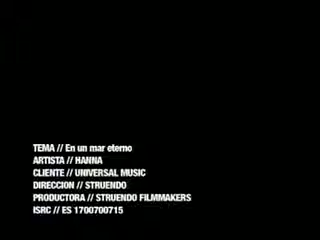 TEMA // En un mar eterno
ARTISTA // HANNA
CLIENTE // UNIVERSAL MUSIC
DIRECCION // STRUENDO
PRODUCTORA // STRUENDO FILMMAKERS
ISRC // ES 1700700715